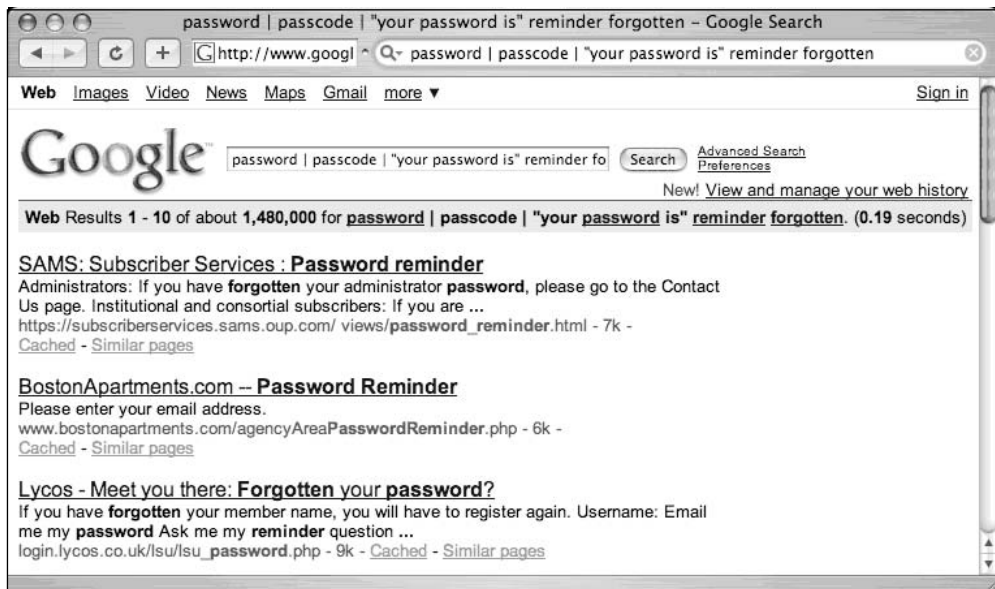 password | passcode | "your password is" reminder forgotten – Google Search
http://www.googl password | passcode | "your password is" reminder forgotten
Web Images Video News Maps Gmail more ▼ Sign in
Google™ password | passcode | "your password is" reminder fo Search Advanced Search
Preferences
New! View and manage your web history
Web Results 1 - 10 of about 1,480,000 for password | passcode | "your password is" reminder forgotten. (0.19 seconds)
SAMS: Subscriber Services : Password reminder
Administrators: If you have forgotten your administrator password, please go to the Contact
Us page. Institutional and consortial subscribers: If you are ...
https://subscriberservices.sams.oup.com/ views/password_reminder.html - 7k -
Cached - Similar pages
BostonApartments.com -- Password Reminder
Please enter your email address.
www.bostonapartments.com/agencyAreaPasswordReminder.php - 6k -
Cached - Similar pages
Lycos - Meet you there: Forgotten your password?
If you have forgotten your member name, you will have to register again. Username: Email
me my password Ask me my reminder question ...
login.lycos.co.uk/lsu/lsu_password.php - 9k - Cached - Similar pages